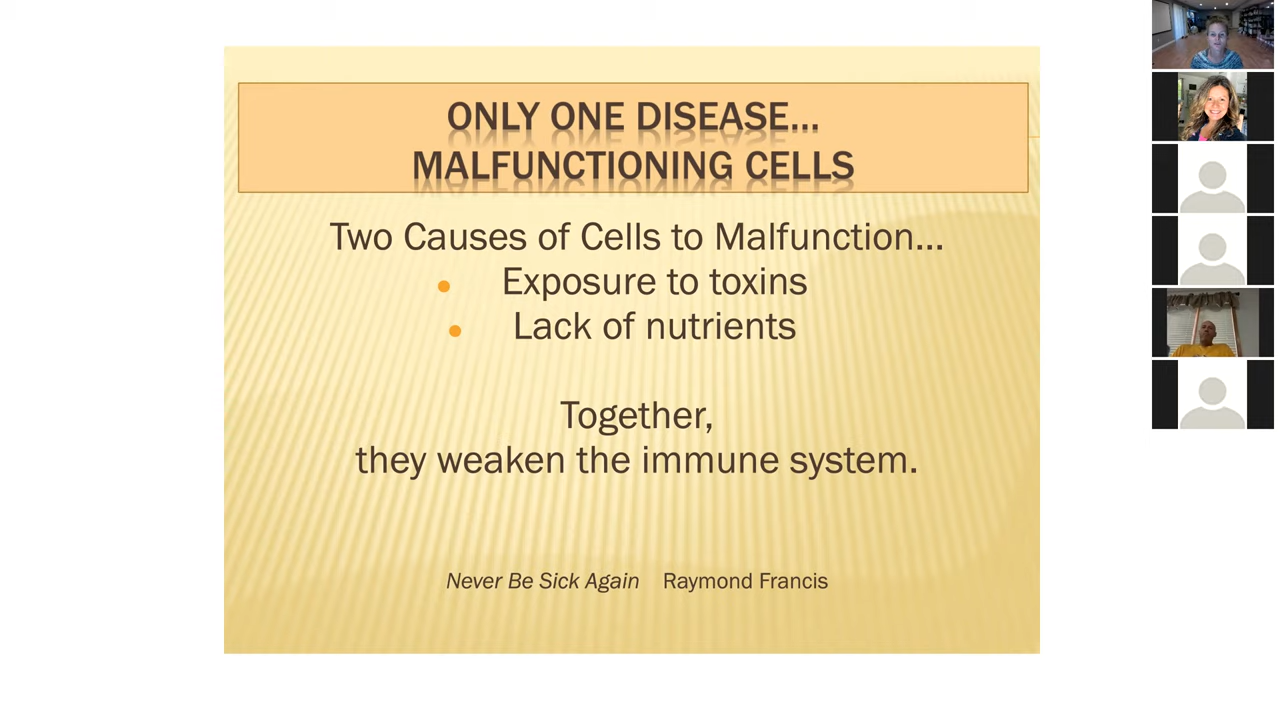 ONLY ONE DISEASE...
MALFUNCTIONING CELLS
Two Causes of Cells to Malfunction...
• Exposure to toxins
• Lack of nutrients
Together,
they weaken the immune system.
Never Be Sick Again Raymond Francis